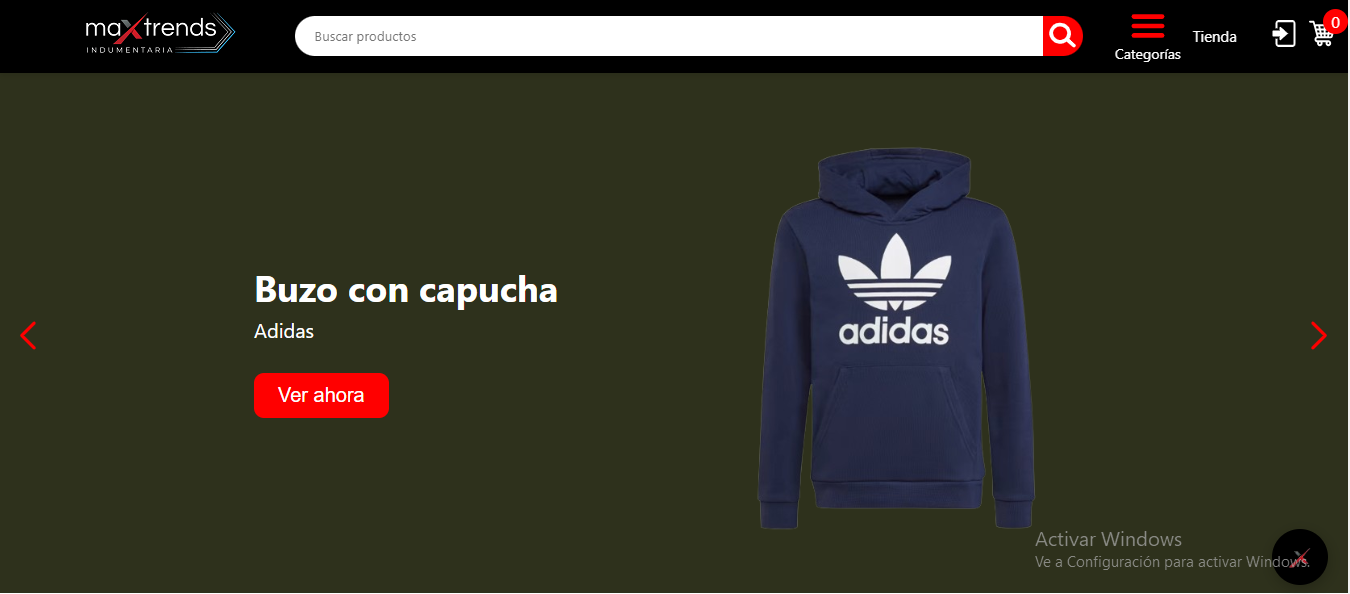 maXtrends
INDUMENTARIA
Buscar productos
Categorías
Tienda
0
Buzo con capucha
Adidas
Ver ahora
adidas
Activar Windows
Ve a Configuración para activar Windows.
X